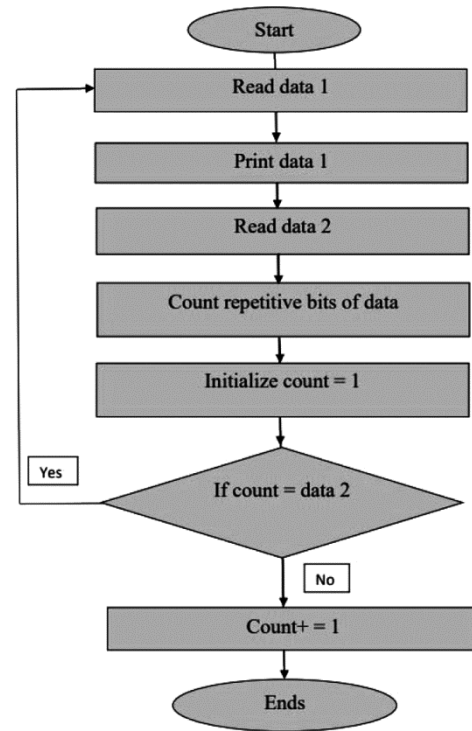 Start
Read data 1
Print data 1
Read data 2
Count repetitive bits of data
Initialize count = 1
If count = data 2
Yes
No
Count+ = 1
Ends